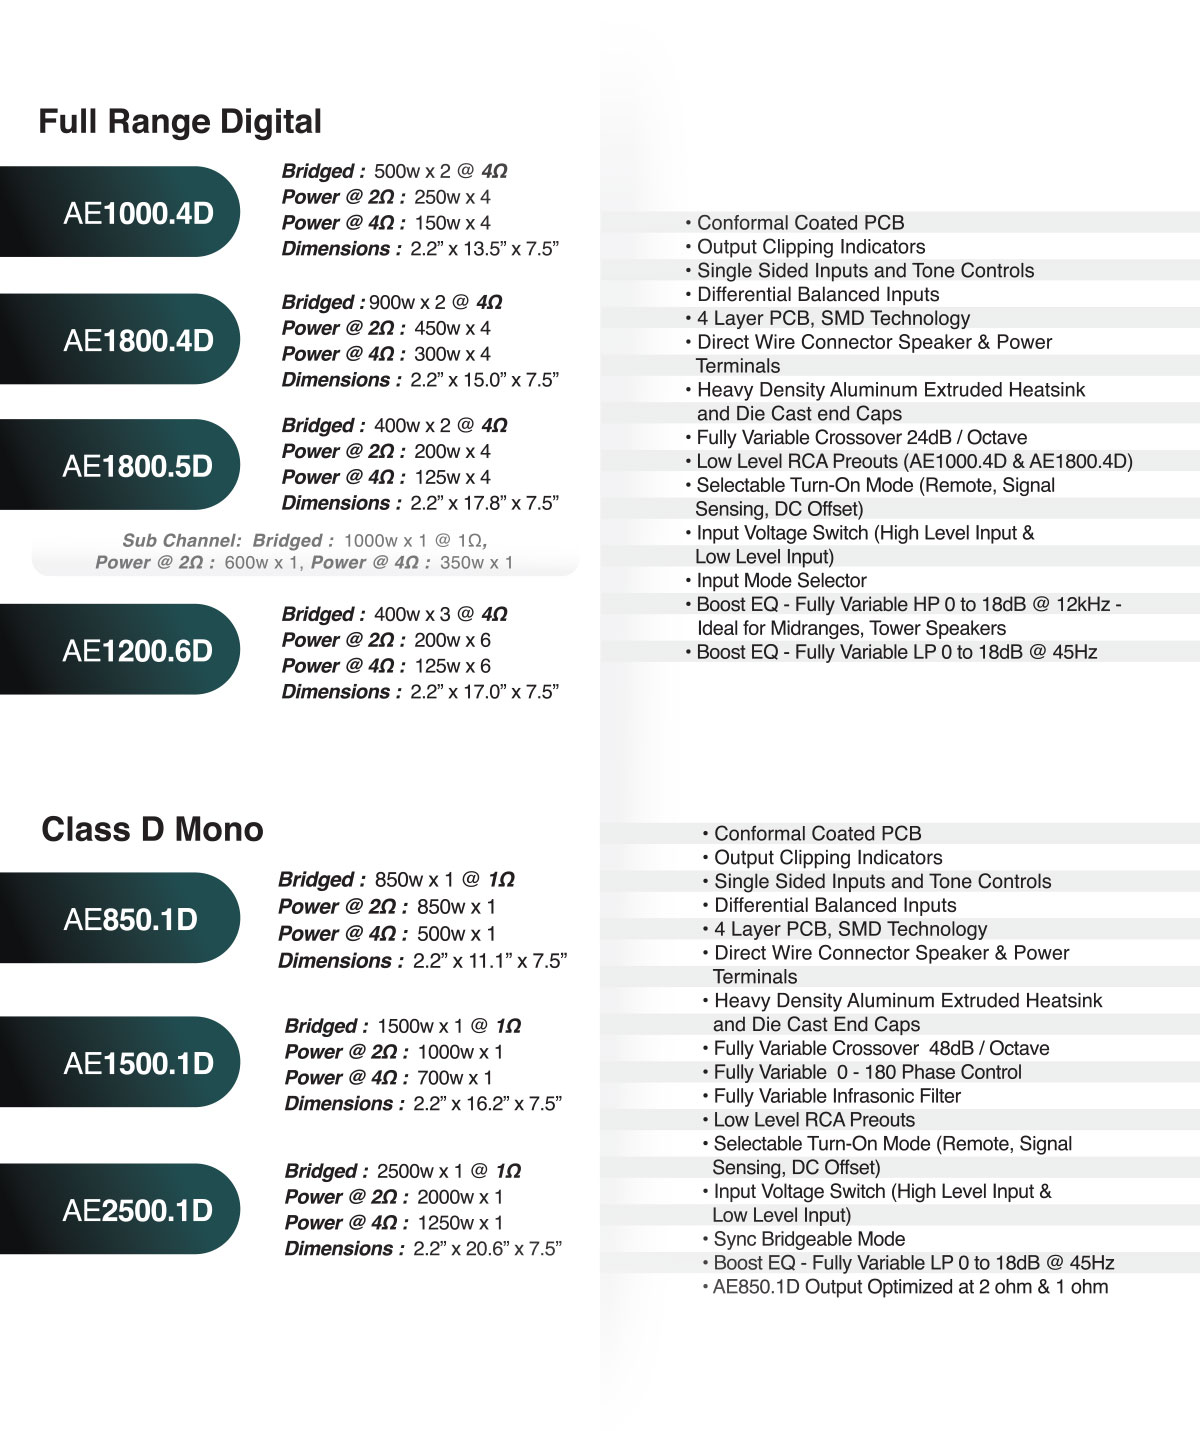 Full Range Digital
AE1000.4D
Bridged : 500w x 2 @ 4Ω
Power @ 2Ω : 250w x 4
Power @ 4Ω : 150w x 4
Dimensions : 2.2” x 13.5” x 7.5”
AE1800.4D
Bridged : 900w x 2 @ 4Ω
Power @ 2Ω : 450w x 4
Power @ 4Ω : 300w x 4
Dimensions : 2.2” x 15.0” x 7.5”
AE1800.5D
Bridged : 400w x 2 @ 4Ω
Power @ 2Ω : 200w x 4
Power @ 4Ω : 125w x 4
Dimensions : 2.2” x 17.8” x 7.5”
Sub Channel: Bridged : 1000w x 1 @ 1Ω,
Power @ 2Ω : 600w x 1, Power @ 4Ω : 350w x 1
AE1200.6D
Bridged : 400w x 3 @ 4Ω
Power @ 2Ω : 200w x 6
Power @ 4Ω : 125w x 6
Dimensions : 2.2” x 17.0” x 7.5”
• Conformal Coated PCB
• Output Clipping Indicators
• Single Sided Inputs and Tone Controls
• Differential Balanced Inputs
• 4 Layer PCB, SMD Technology
• Direct Wire Connector Speaker & Power
Terminals
• Heavy Density Aluminum Extruded Heatsink
and Die Cast end Caps
• Fully Variable Crossover 24dB / Octave
• Low Level RCA Preouts (AE1000.4D & AE1800.4D)
• Selectable Turn-On Mode (Remote, Signal
Sensing, DC Offset)
• Input Voltage Switch (High Level Input &
Low Level Input)
• Input Mode Selector
• Boost EQ - Fully Variable HP 0 to 18dB @ 12kHz -
Ideal for Midranges, Tower Speakers
• Boost EQ - Fully Variable LP 0 to 18dB @ 45Hz
Class D Mono
AE850.1D
Bridged : 850w x 1 @ 1Ω
Power @ 2Ω : 850w x 1
Power @ 4Ω : 500w x 1
Dimensions : 2.2” x 11.1” x 7.5”
AE1500.1D
Bridged : 1500w x 1 @ 1Ω
Power @ 2Ω : 1000w x 1
Power @ 4Ω : 700w x 1
Dimensions : 2.2” x 16.2” x 7.5”
AE2500.1D
Bridged : 2500w x 1 @ 1Ω
Power @ 2Ω : 2000w x 1
Power @ 4Ω : 1250w x 1
Dimensions : 2.2” x 20.6” x 7.5”
• Conformal Coated PCB
• Output Clipping Indicators
• Single Sided Inputs and Tone Controls
• Differential Balanced Inputs
• 4 Layer PCB, SMD Technology
• Direct Wire Connector Speaker & Power
Terminals
• Heavy Density Aluminum Extruded Heatsink
and Die Cast End Caps
• Fully Variable Crossover 48dB / Octave
• Fully Variable 0 - 180 Phase Control
• Fully Variable Infrasonic Filter
• Low Level RCA Preouts
• Selectable Turn-On Mode (Remote, Signal
Sensing, DC Offset)
• Input Voltage Switch (High Level Input &
Low Level Input)
• Sync Bridgeable Mode
• Boost EQ - Fully Variable LP 0 to 18dB @ 45Hz
• AE850.1D Output Optimized at 2 ohm & 1 ohm